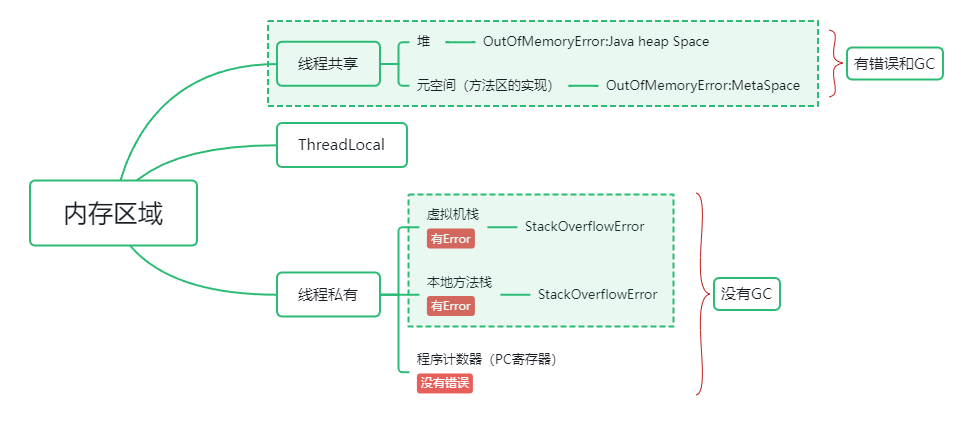 内存区域
线程共享
堆
OutOfMemoryError:Java heap Space
元空间（方法区的实现）
OutOfMemoryError:MetaSpace
有错误和GC
ThreadLocal
线程私有
虚拟机栈
有Error
StackOverflowError
本地方法栈
有Error
StackOverflowError
程序计数器（PC寄存器）
没有错误
没有GC